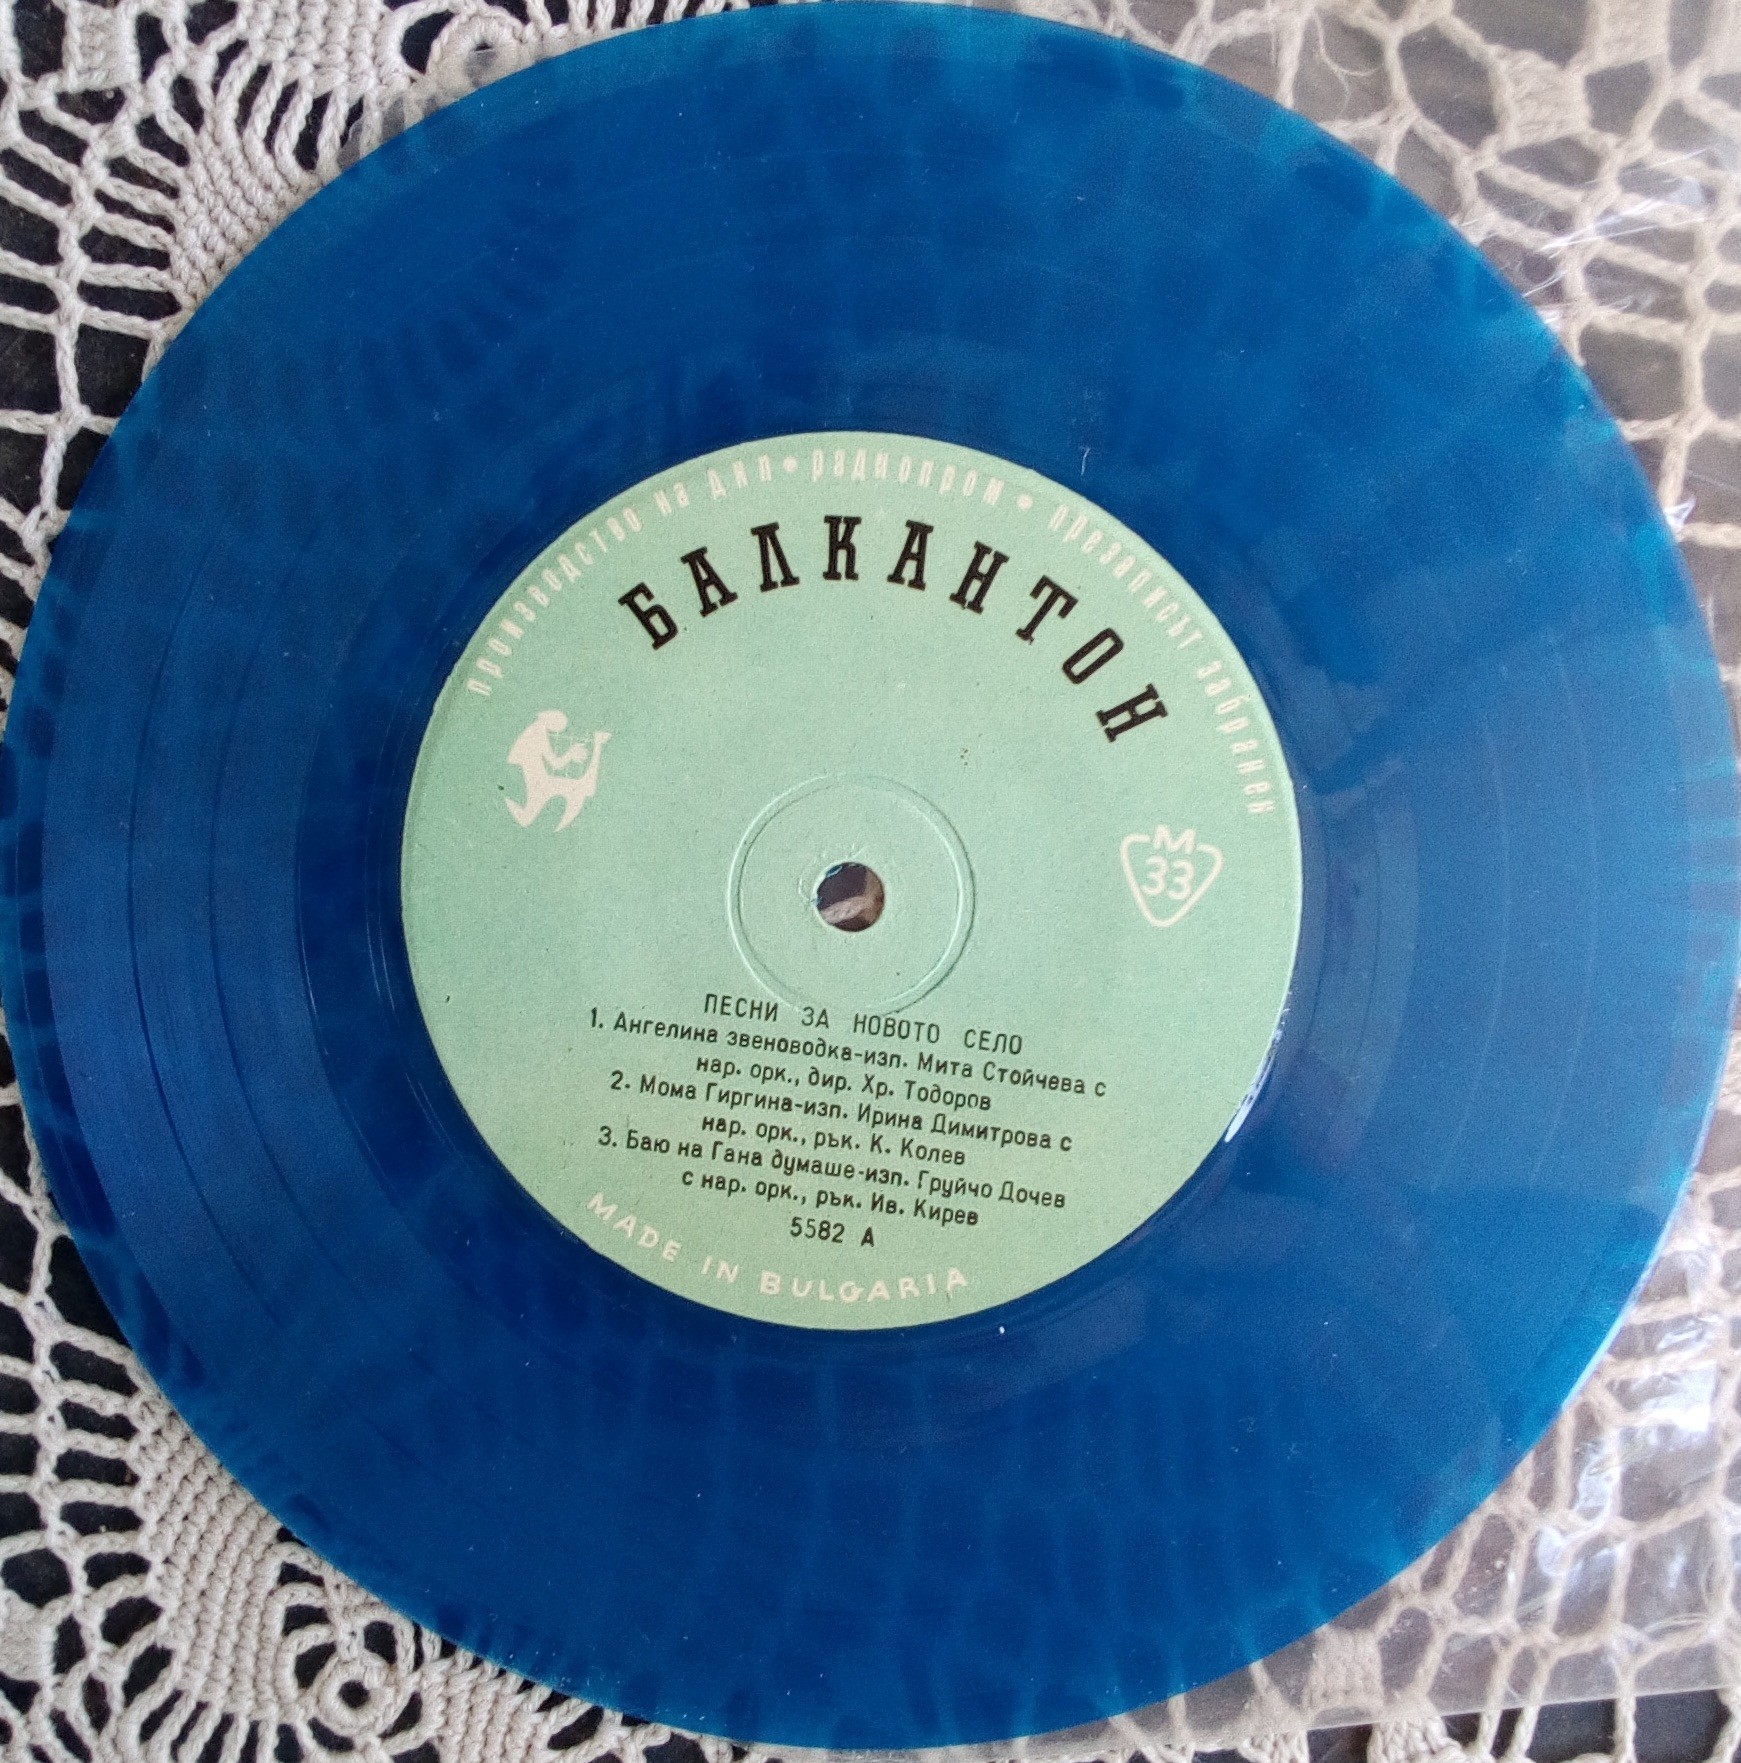 производство на дип • радиопром • презаписът забранен
БАЛКАНТОН
М
33
ПЕСНИ ЗА НОВОТО СЕЛО
1. Ангелина звеноводка-изп. Мита Стойчева с
нар. орк., дир. Хр. Тодоров
2. Мома Гиргина-изп. Ирина Димитрова с
нар. орк., рък. К. Колев
3. Баю на Гана думаше-изп. Груйчо Дочев
с нар. орк., рък. Ив. Кирев
5582 А
MADE IN BULGARIA